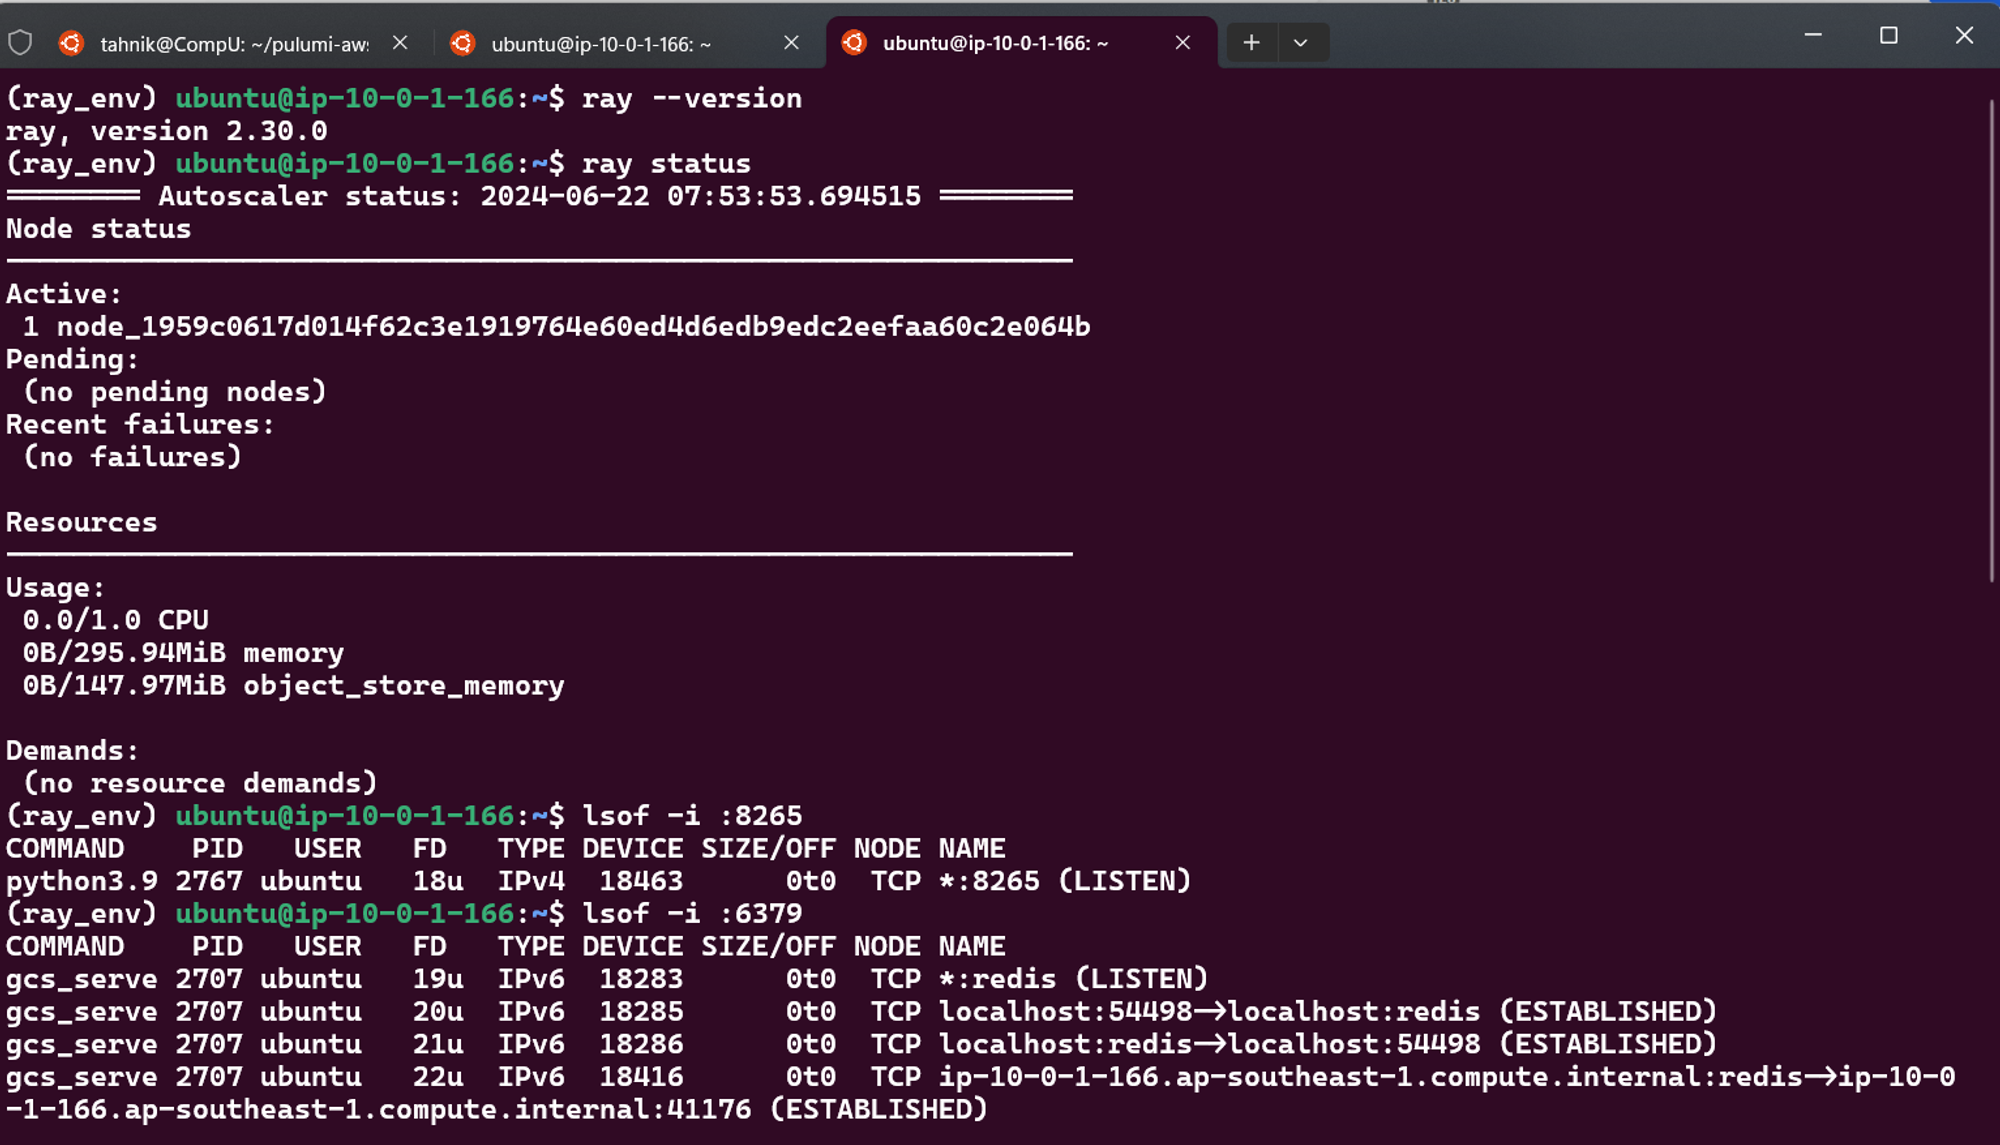 tahnik@CompU: ~/pulumi-aws
ubuntu@ip-10-0-1-166: ~
ubuntu@ip-10-0-1-166: ~
(ray_env) ubuntu@ip-10-0-1-166:~$ ray --version
ray, version 2.30.0
(ray_env) ubuntu@ip-10-0-1-166:~$ ray status
======== Autoscaler status: 2024-06-22 07:53:53.694515 ========
Node status
---------------------------------------------------------------
Active:
 1 node_1959c0617d014f62c3e1919764e60ed4d6edb9edc2eefaa60c2e064b
Pending:
 (no pending nodes)
Recent failures:
 (no failures)
Resources
---------------------------------------------------------------
Usage:
 0.0/1.0 CPU
 0B/295.94MiB memory
 0B/147.97MiB object_store_memory
Demands:
 (no resource demands)
(ray_env) ubuntu@ip-10-0-1-166:~$ lsof -i :8265
COMMAND    PID   USER   FD   TYPE DEVICE SIZE/OFF NODE NAME
python3.9 2767 ubuntu   18u  IPv4  18463      0t0  TCP *:8265 (LISTEN)
(ray_env) ubuntu@ip-10-0-1-166:~$ lsof -i :6379
COMMAND    PID   USER   FD   TYPE DEVICE SIZE/OFF NODE NAME
gcs_serve 2707 ubuntu   19u  IPv6  18283      0t0  TCP *:redis (LISTEN)
gcs_serve 2707 ubuntu   20u  IPv6  18285      0t0  TCP localhost:54498->localhost:redis (ESTABLISHED)
gcs_serve 2707 ubuntu   21u  IPv6  18286      0t0  TCP localhost:redis->localhost:54498 (ESTABLISHED)
gcs_serve 2707 ubuntu   22u  IPv6  18416      0t0  TCP ip-10-0-1-166.ap-southeast-1.compute.internal:redis->ip-10-0
-1-166.ap-southeast-1.compute.internal:41176 (ESTABLISHED)